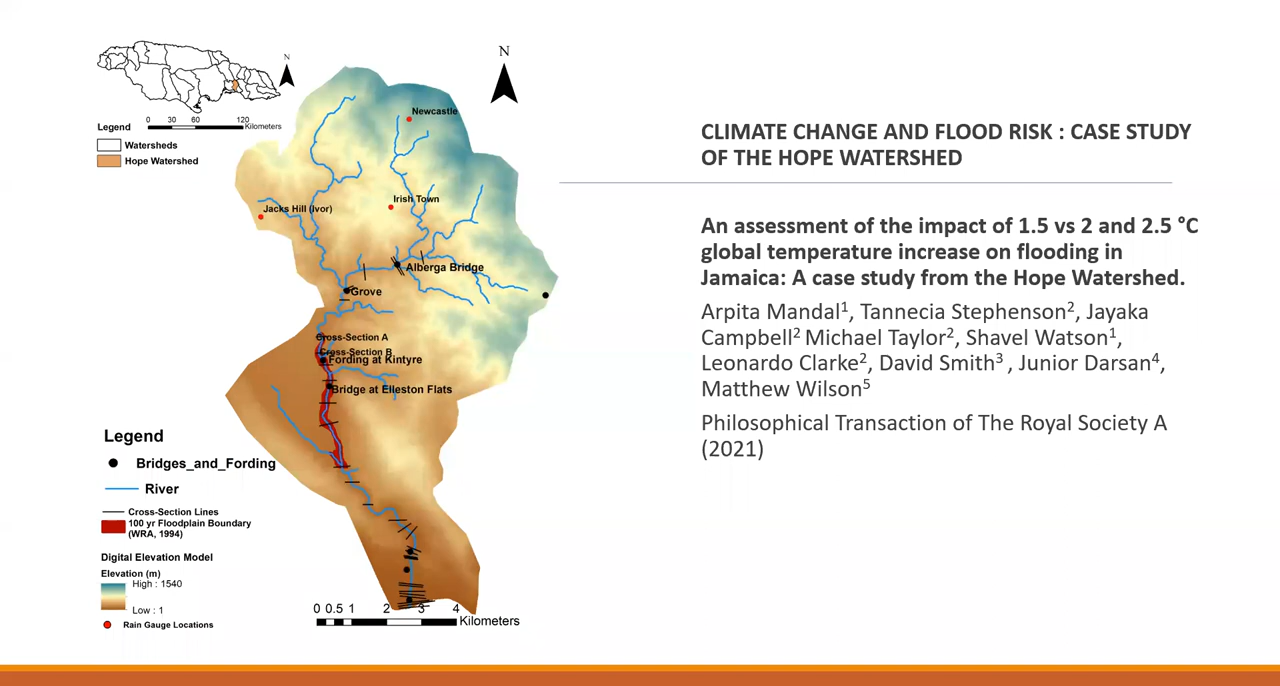 N
N
0 30 60 120
Kilometers
Legend
Watersheds
Hope Watershed
Newcastle
Irish Town
Jacks Hill (Ivor)
Alberga Bridge
Grove
Cross-Section A
Cross-Section B
Fording at Kintyre
Bridge at Elleston Flats
Legend
Bridges_and_Fording
River
Cross-Section Lines
100 yr Floodplain Boundary
(WRA, 1994)
Digital Elevation Model
Elevation (m)
High : 1540
Low : 1
Rain Gauge Locations
0 0.5 1 2 3 4
Kilometers
CLIMATE CHANGE AND FLOOD RISK : CASE STUDY
OF THE HOPE WATERSHED
An assessment of the impact of 1.5 vs 2 and 2.5 °C
global temperature increase on flooding in
Jamaica: A case study from the Hope Watershed.
Arpita Mandal¹, Tannecia Stephenson², Jayaka
Campbell² Michael Taylor², Shavel Watson¹,
Leonardo Clarke², David Smith³ , Junior Darsan⁴,
Matthew Wilson⁵
Philosophical Transaction of The Royal Society A
(2021)